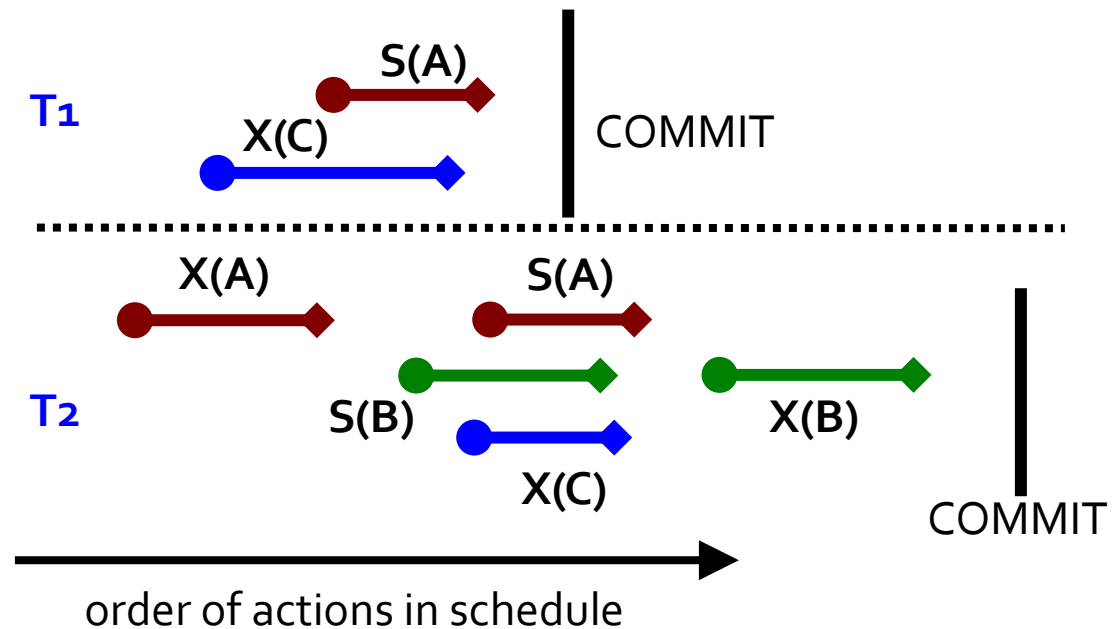 S(A)
T1
X(C)
COMMIT
X(A)
S(A)
T2
S(B)
X(B)
X(C)
COMMIT
order of actions in schedule